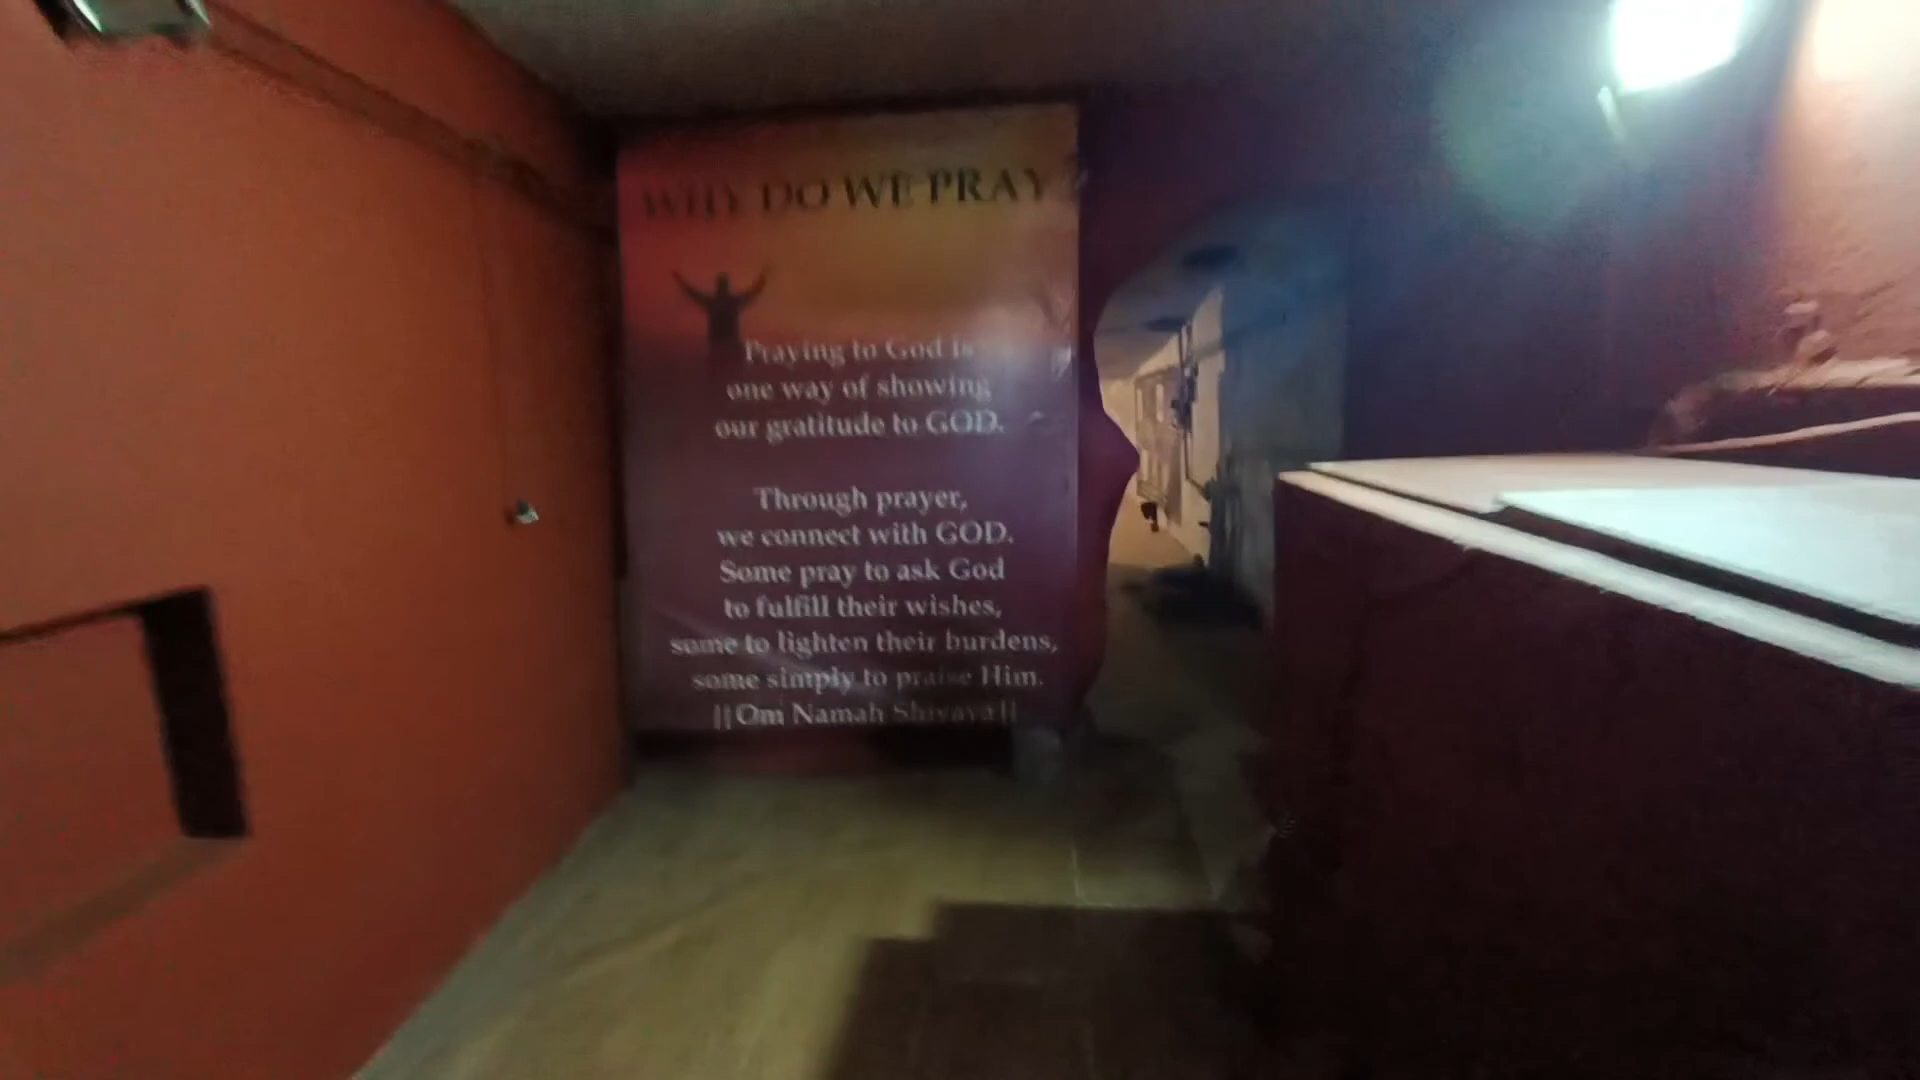 WHY DO WE PRAY
Praying to God is
one way of showing
our gratitude to GOD.
Through prayer,
we connect with GOD.
Some pray to ask God
to fulfill their wishes,
some to lighten their burdens,
some simply to praise Him.
||Om Namah Shivaya||